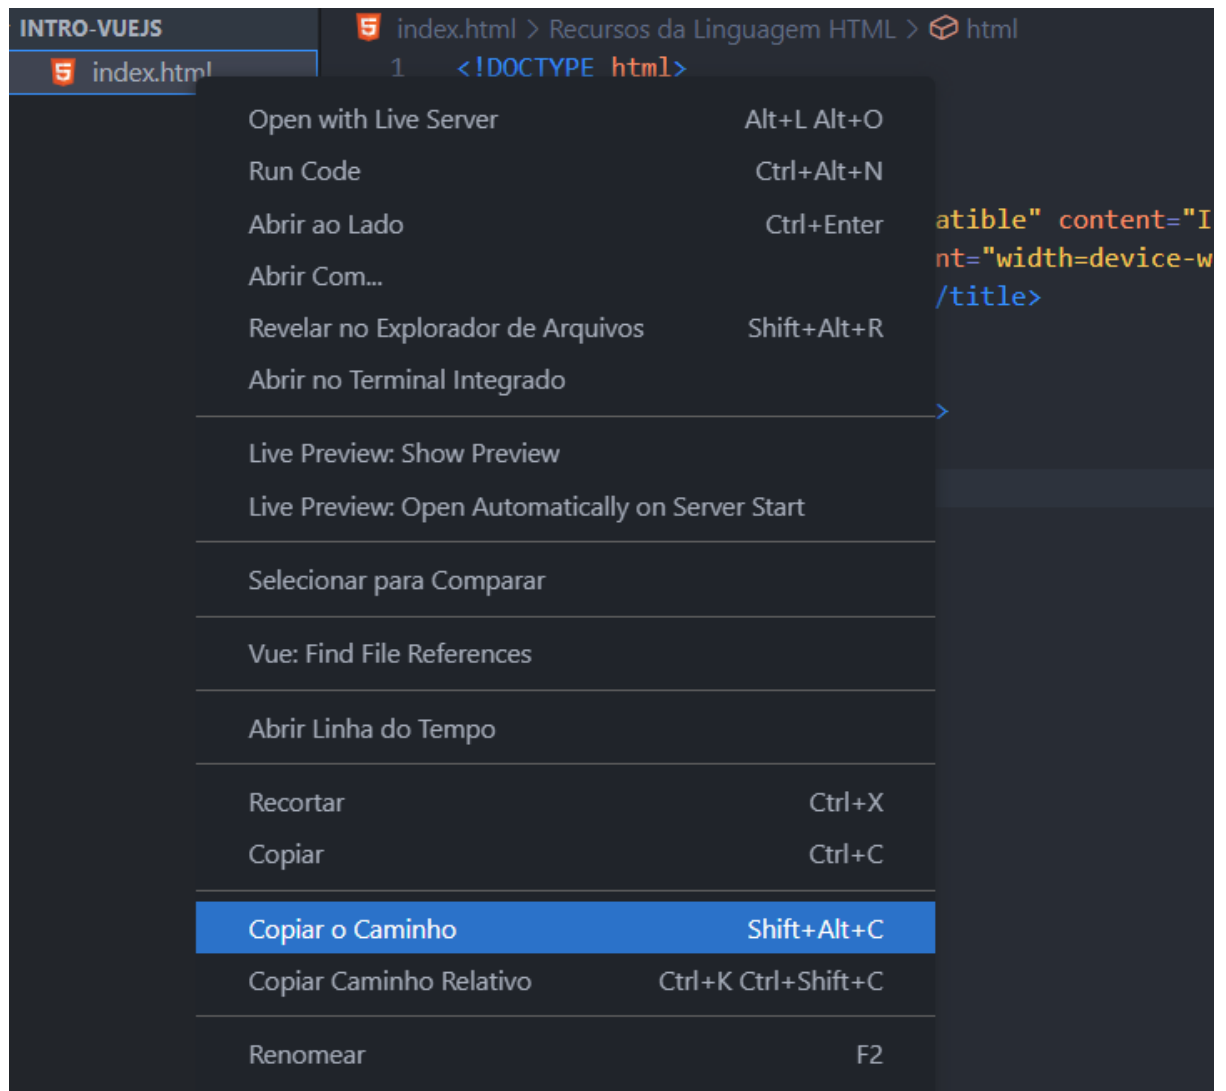 INTRO-VUEJS
index.html > Recursos da Linguagem HTML > html
index.html
1 <!DOCTYPE html>
Open with Live Server Alt+L Alt+O
Run Code Ctrl+Alt+N
Abrir ao Lado Ctrl+Enter
atible" content="I
nt="width=device-w
Abrir Com...
/title>
Revelar no Explorador de Arquivos Shift+Alt+R
Abrir no Terminal Integrado
>
Live Preview: Show Preview
Live Preview: Open Automatically on Server Start
Selecionar para Comparar
Vue: Find File References
Abrir Linha do Tempo
Recortar Ctrl+X
Copiar Ctrl+C
Copiar o Caminho Shift+Alt+C
Copiar Caminho Relativo Ctrl+K Ctrl+Shift+C
Renomear F2